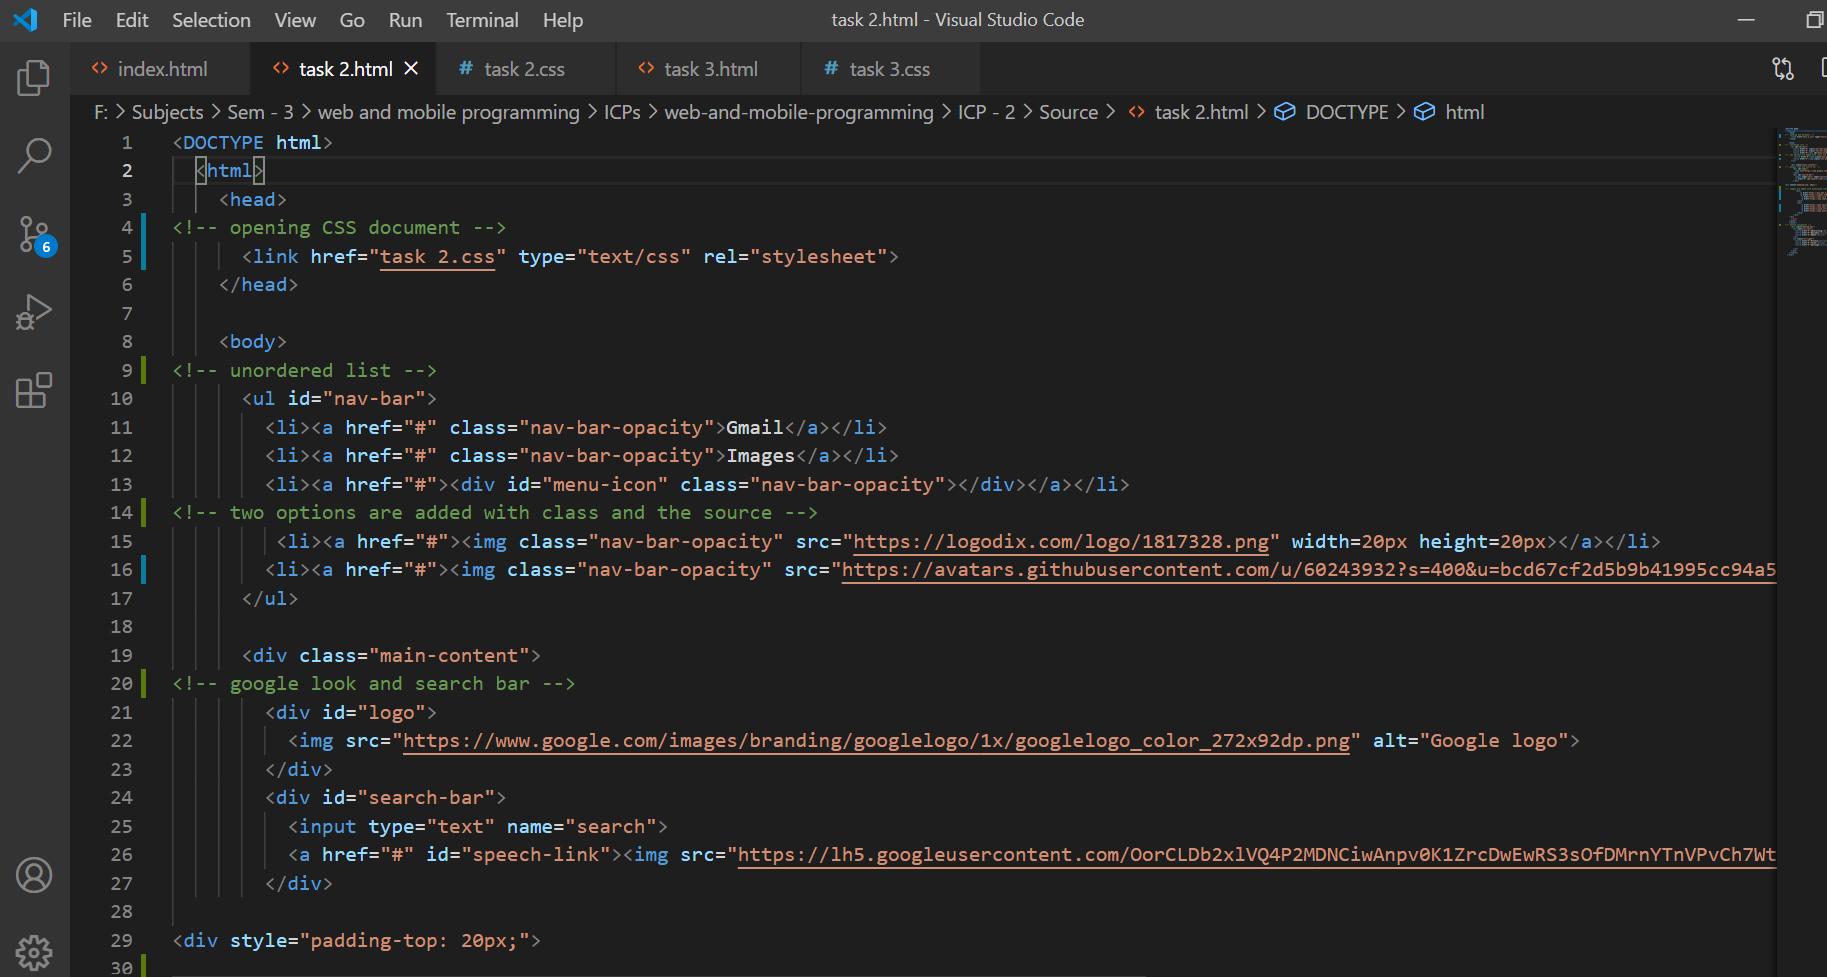 File Edit Selection View Go Run Terminal Help task 2.html - Visual Studio Code
index.html task 2.html # task 2.css task 3.html # task 3.css
F: > Subjects > Sem - 3 > web and mobile programming > ICPs > web-and-mobile-programming > ICP - 2 > Source > task 2.html > DOCTYPE > html
1 <DOCTYPE html>
2 <html>
3 <head>
4 <!-- opening CSS document -->
5 <link href="task 2.css" type="text/css" rel="stylesheet">
6 </head>
7
8 <body>
9 <!-- unordered list -->
10 <ul id="nav-bar">
11 <li><a href="#" class="nav-bar-opacity">Gmail</a></li>
12 <li><a href="#" class="nav-bar-opacity">Images</a></li>
13 <li><a href="#"><div id="menu-icon" class="nav-bar-opacity"></div></a></li>
14 <!-- two options are added with class and the source -->
15 <li><a href="#"><img class="nav-bar-opacity" src="https://logodix.com/logo/1817328.png" width=20px height=20px></a></li>
16 <li><a href="#"><img class="nav-bar-opacity" src="https://avatars.githubusercontent.com/u/60243932?s=400&u=bcd67cf2d5b9b41995cc94a5
17 </ul>
18
19 <div class="main-content">
20 <!-- google look and search bar -->
21 <div id="logo">
22 <img src="https://www.google.com/images/branding/googlelogo/1x/googlelogo_color_272x92dp.png" alt="Google logo">
23 </div>
24 <div id="search-bar">
25 <input type="text" name="search">
26 <a href="#" id="speech-link"><img src="https://lh5.googleusercontent.com/OorCLDb2xlVQ4P2MDNCiwAnpv0K1ZrcDwEwRS3sOfDMrnYTnVPvCh7Wt
27 </div>
28
29 <div style="padding-top: 20px;">
30
6